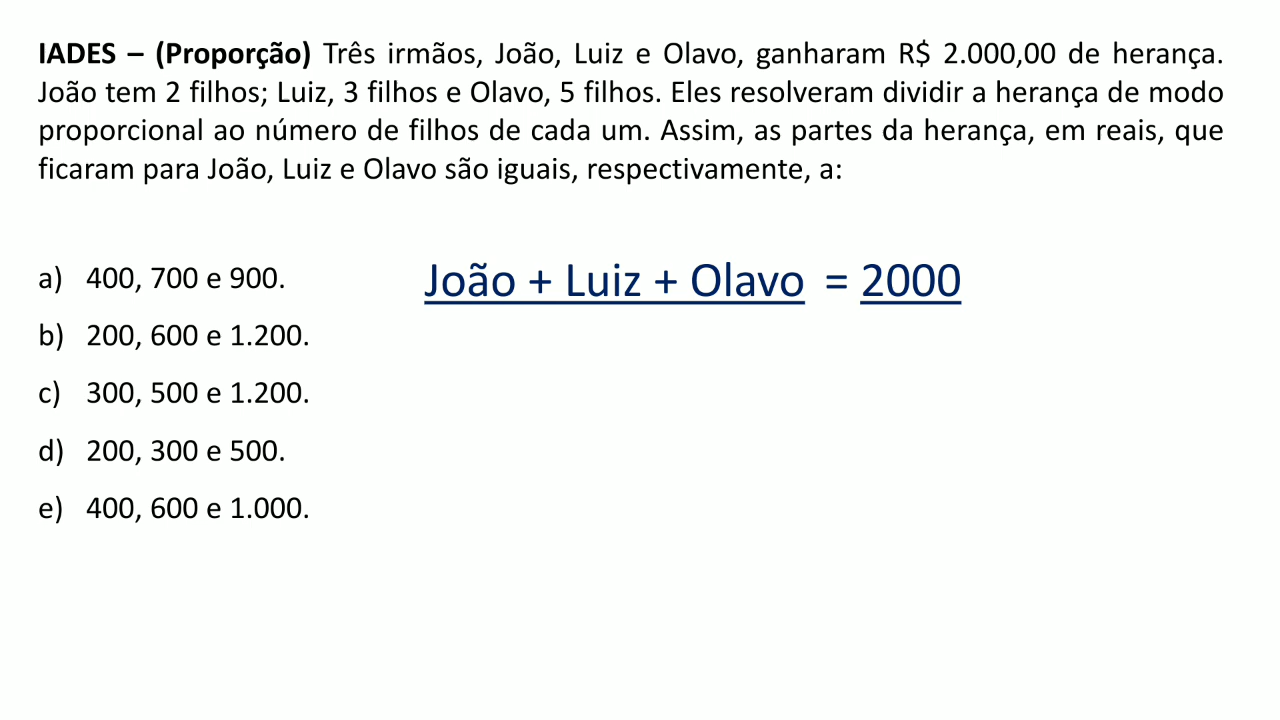 IADES – (Proporção) Três irmãos, João, Luiz e Olavo, ganharam R$ 2.000,00 de herança.
João tem 2 filhos; Luiz, 3 filhos e Olavo, 5 filhos. Eles resolveram dividir a herança de modo
proporcional ao número de filhos de cada um. Assim, as partes da herança, em reais, que
ficaram para João, Luiz e Olavo são iguais, respectivamente, a:
a) 400, 700 e 900.
João + Luiz + Olavo = 2000
b) 200, 600 e 1.200.
c) 300, 500 e 1.200.
d) 200, 300 e 500.
e) 400, 600 e 1.000.